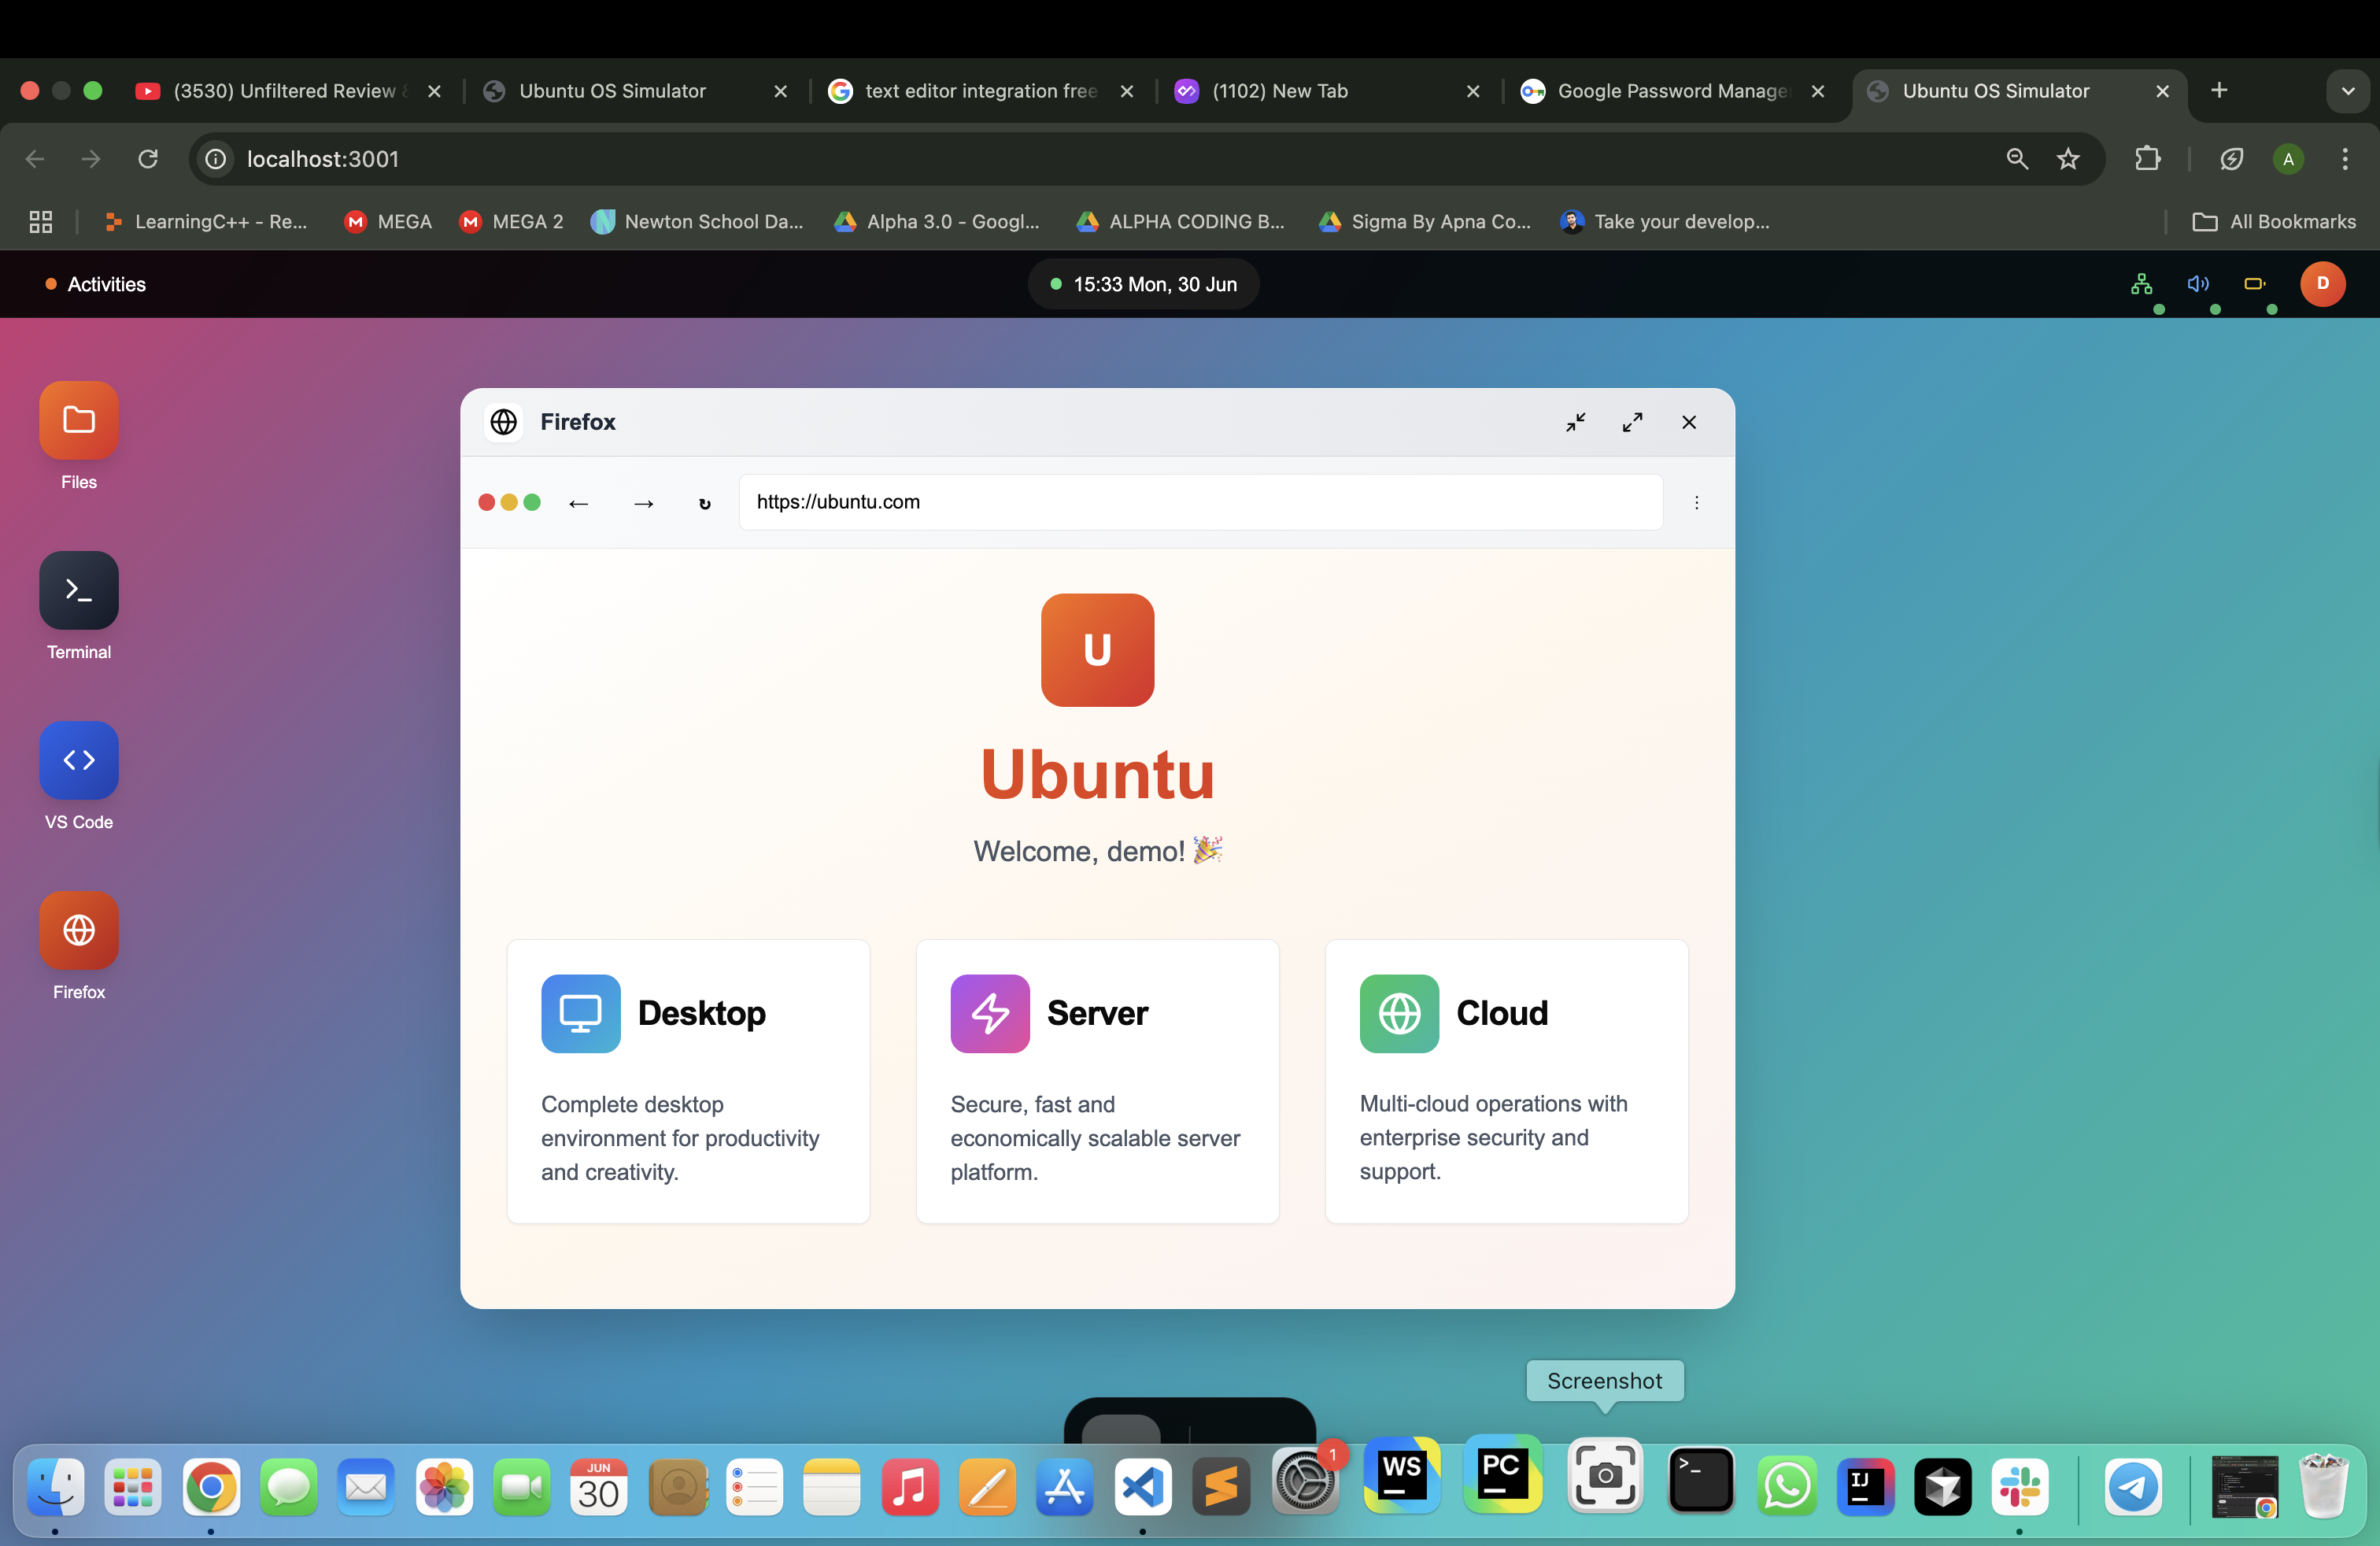 (3530) Unfiltered Review &
Ubuntu OS Simulator
text editor integration free
(1102) New Tab
Google Password Manage
Ubuntu OS Simulator
localhost:3001
A
LearningC++ - Re...
MEGA
MEGA 2
Newton School Da...
Alpha 3.0 - Googl...
ALPHA CODING B...
Sigma By Apna Co...
Take your develop...
All Bookmarks
Activities
15:33 Mon, 30 Jun
D
Files
Terminal
VS Code
Firefox
Firefox
https://ubuntu.com
U
Ubuntu
Welcome, demo! 🎉
Desktop
Complete desktop
environment for productivity
and creativity.
Server
Secure, fast and
economically scalable server
platform.
Cloud
Multi-cloud operations with
enterprise security and
support.
Screenshot
JUN
30
1
WS
PC
>_
IJ